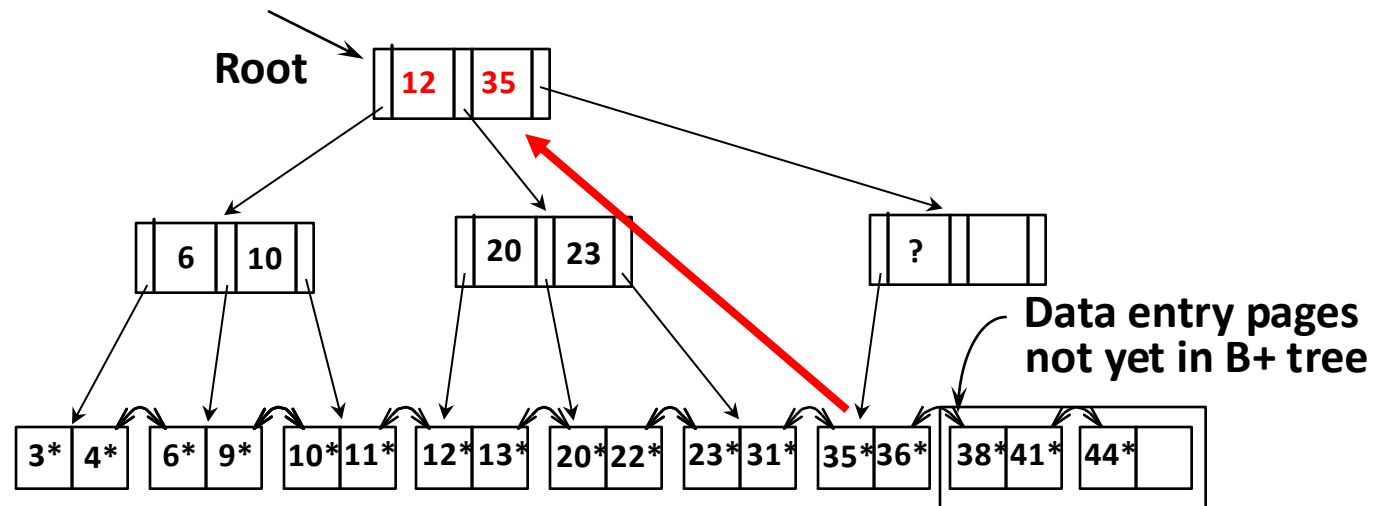 Root
12 35
6 10
20 23
?
Data entry pages
not yet in B+ tree
3* 4* 6* 9* 10* 11* 12* 13* 20* 22* 23* 31* 35* 36* 38* 41* 44*